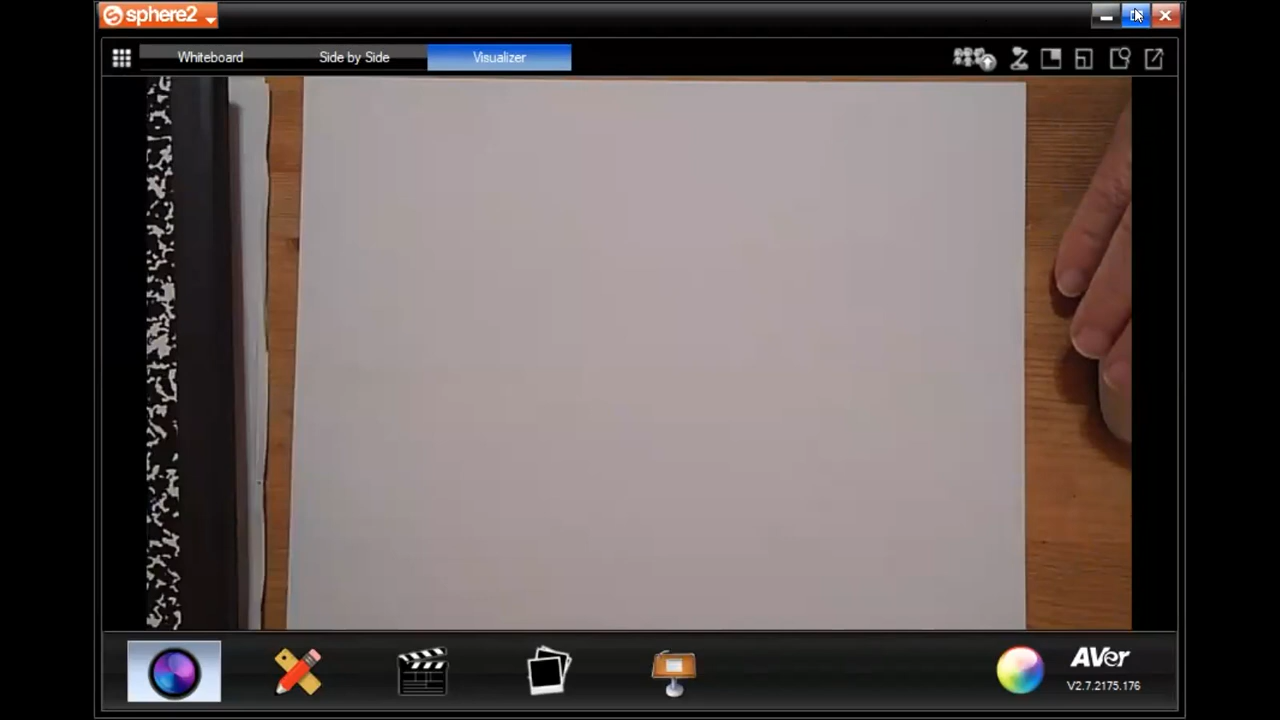 sphere2
Whiteboard
Side by Side
Visualizer
AVer
V2.7.2175.176